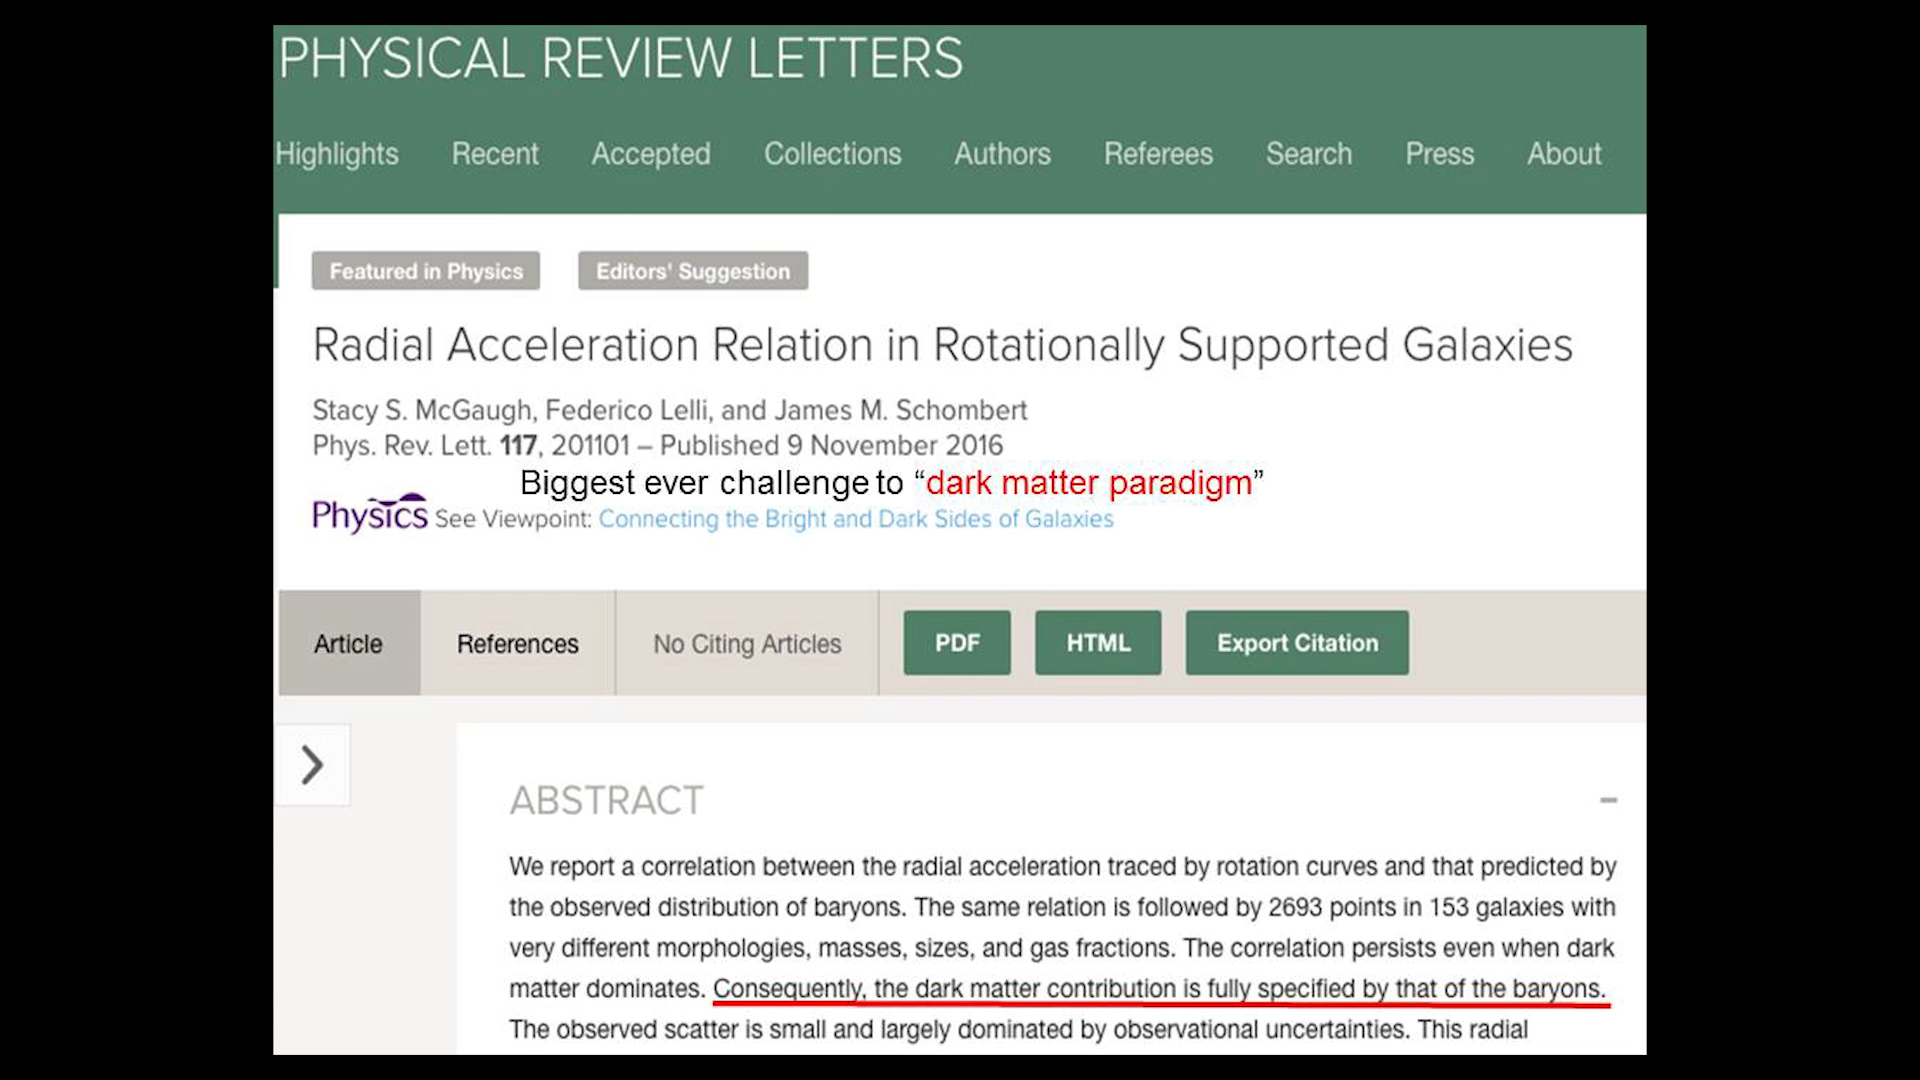 PHYSICAL REVIEW LETTERS
Highlights Recent Accepted Collections Authors Referees Search Press About
Featured in Physics Editors' Suggestion
Radial Acceleration Relation in Rotationally Supported Galaxies
Stacy S. McGaugh, Federico Lelli, and James M. Schombert
Phys. Rev. Lett. 117, 201101 – Published 9 November 2016
Biggest ever challenge to “dark matter paradigm”
Physics See Viewpoint: Connecting the Bright and Dark Sides of Galaxies
Article References No Citing Articles PDF HTML Export Citation
ABSTRACT
We report a correlation between the radial acceleration traced by rotation curves and that predicted by
the observed distribution of baryons. The same relation is followed by 2693 points in 153 galaxies with
very different morphologies, masses, sizes, and gas fractions. The correlation persists even when dark
matter dominates. Consequently, the dark matter contribution is fully specified by that of the baryons.
The observed scatter is small and largely dominated by observational uncertainties. This radial